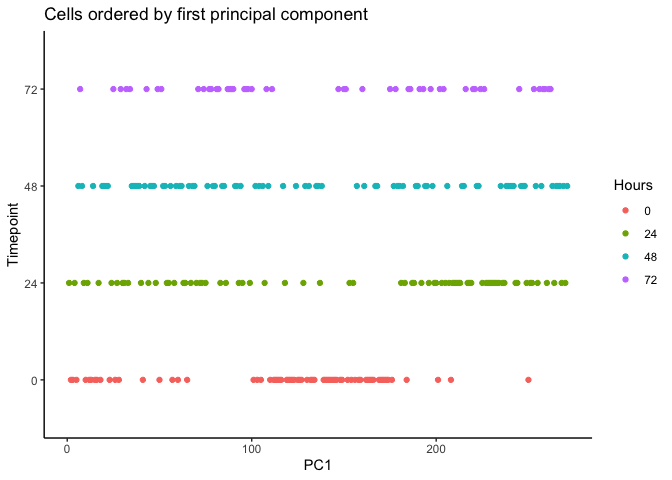 Cells ordered by first principal component
Timepoint
72
48
24
0
0 100 200
PC1
Hours
0
24
48
72